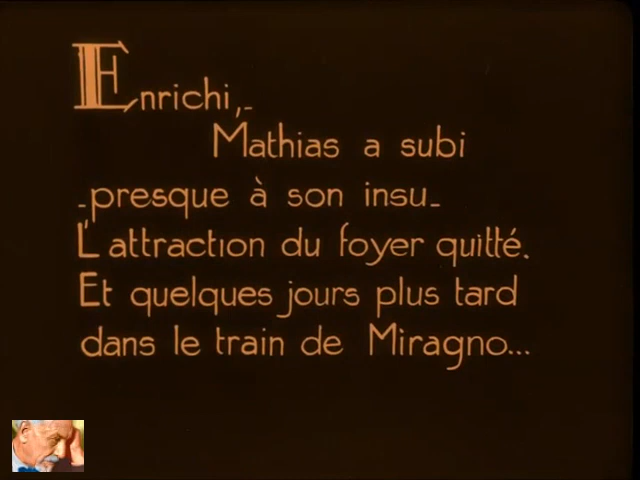 Enrichi,-
Mathias a subi
-presque à son insu-
L'attraction du foyer quitté.
Et quelques jours plus tard
dans le train de Miragno...